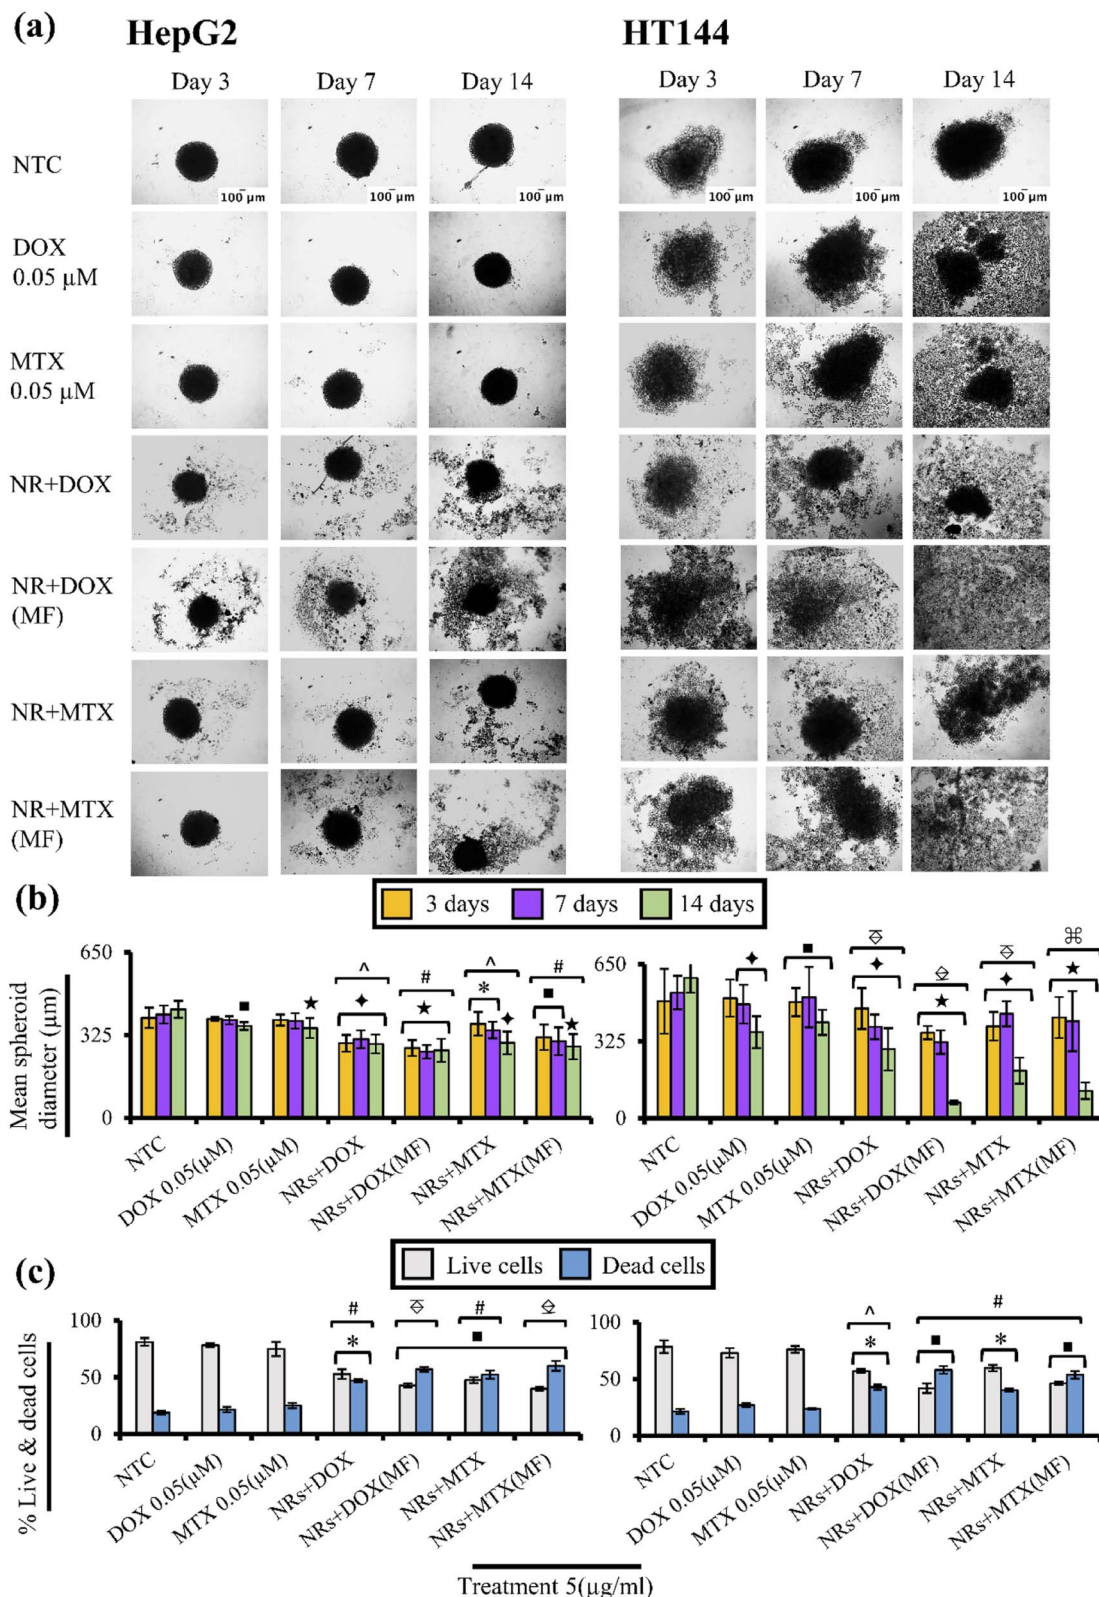 (a)
HepG2 HT144
Day 3 Day 7 Day 14 Day 3 Day 7 Day 14
NTC
100 µm 100 µm 100 µm 100 µm 100 µm 100 µm
DOX
0.05 µM
MTX
0.05 µM
NR+DOX
NR+DOX
(MF)
NR+MTX
NR+MTX
(MF)
(b)
3 days 7 days 14 days
Mean spheroid
diameter (µm)
650
325
0
^ # ^ #
■ ★ ✦ ★ * ✦ ■ ★
NTC
DOX 0.05(µM)
MTX 0.05(µM)
NRs+DOX
NRs+DOX(MF)
NRs+MTX
NRs+MTX(MF)
650
325
0
⌘
✦ ■ ✦ ★ ✦ ★
NTC
DOX 0.05(µM)
MTX 0.05(µM)
NRs+DOX
NRs+DOX(MF)
NRs+MTX
NRs+MTX(MF)
(c)
Live cells Dead cells
% Live & dead cells
100
50
0
# #
* ■
NTC
DOX 0.05(µM)
MTX 0.05(µM)
NRs+DOX
NRs+DOX(MF)
NRs+MTX
NRs+MTX(MF)
100
50
0
^ #
* ■ * ■
NTC
DOX 0.05(µM)
MTX 0.05(µM)
NRs+DOX
NRs+DOX(MF)
NRs+MTX
NRs+MTX(MF)
Treatment 5(µg/ml)